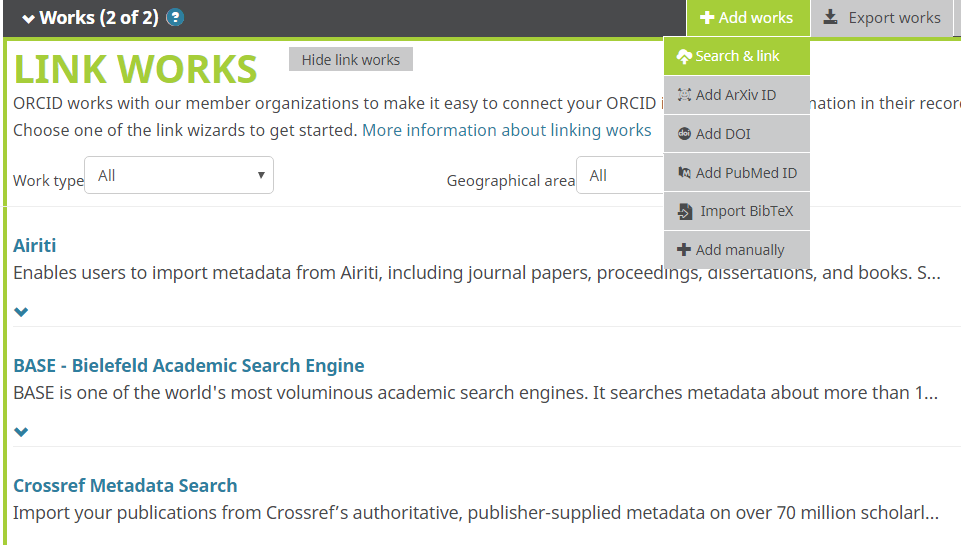 Works (2 of 2) ?
Add works
Export works
LINK WORKS
Hide link works
Search & link
Add ArXiv ID
Add DOI
Add PubMed ID
Import BibTeX
Add manually
ORCID works with our member organizations to make it easy to connect your ORCID
in their
Choose one of the link wizards to get started. More information about linking works
Work type All
Geographical area All
Airiti
Enables users to import metadata from Airiti, including journal papers, proceedings, dissertations, and books. S...
BASE - Bielefeld Academic Search Engine
BASE is one of the world's most voluminous academic search engines. It searches metadata about more than 1...
Crossref Metadata Search
Import your publications from Crossref’s authoritative, publisher-supplied metadata on over 70 million scholarl...